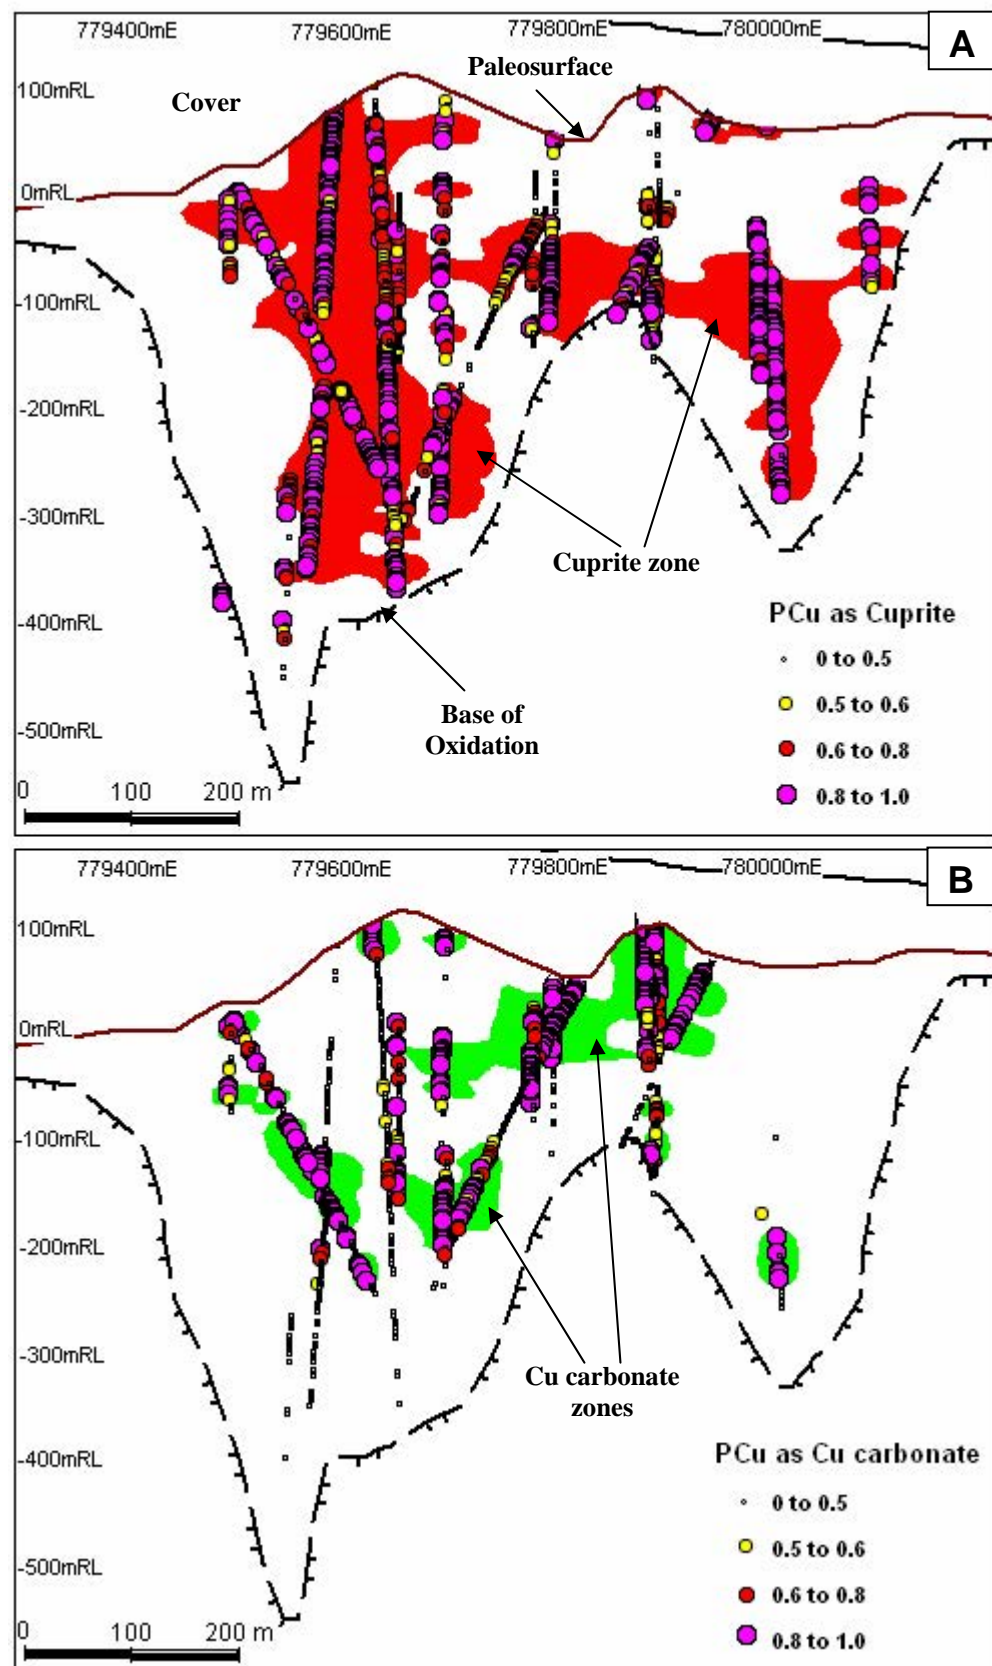 779400mE 779600mE 779800mE 780000mE A
Paleosurface
100mRL
Cover
0mRL
-100mRL
-200mRL
-300mRL
Cuprite zone
-400mRL
PCu as Cuprite
0 to 0.5
Base of
Oxidation
0.5 to 0.6
-500mRL
0.6 to 0.8
0 100 200 m
0.8 to 1.0
779400mE 779600mE 779800mE 780000mE B
100mRL
0mRL
-100mRL
-200mRL
-300mRL
Cu carbonate
zones
-400mRL
PCu as Cu carbonate
0 to 0.5
0.5 to 0.6
-500mRL
0.6 to 0.8
0 100 200 m
0.8 to 1.0